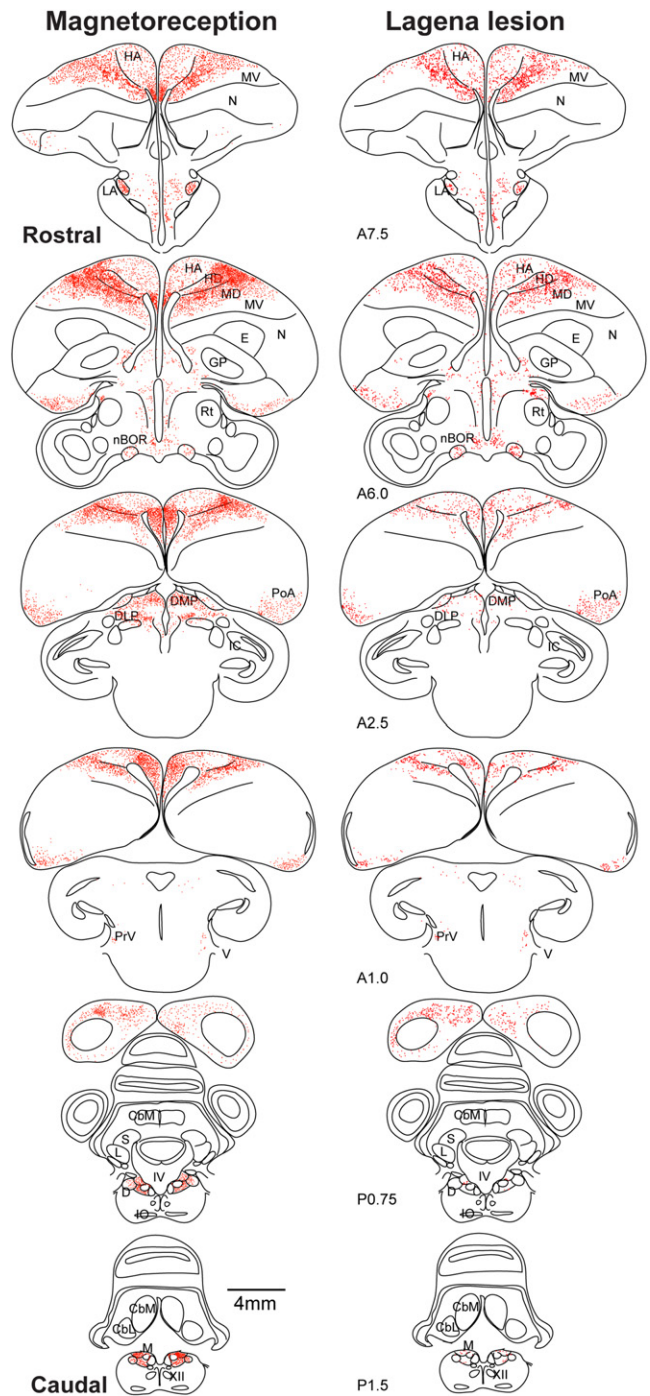 Magnetoreception Lagena lesion
HA HA
MV MV
N N
LA LA
Rostral A7.5
HA HA
HD HD
MD MD
MV MV
E N E N
GP GP
Rt Rt
nBOR nBOR
A6.0
DMP PoA DMP PoA
DLP DLP
IC IC
A2.5
PrV PrV
V V
A1.0
CbM CbM
S S
L L
IV IV
D D
IO IO
P0.75
4mm
CbM CbM
CbL CbL
M M
XII XII
Caudal P1.5